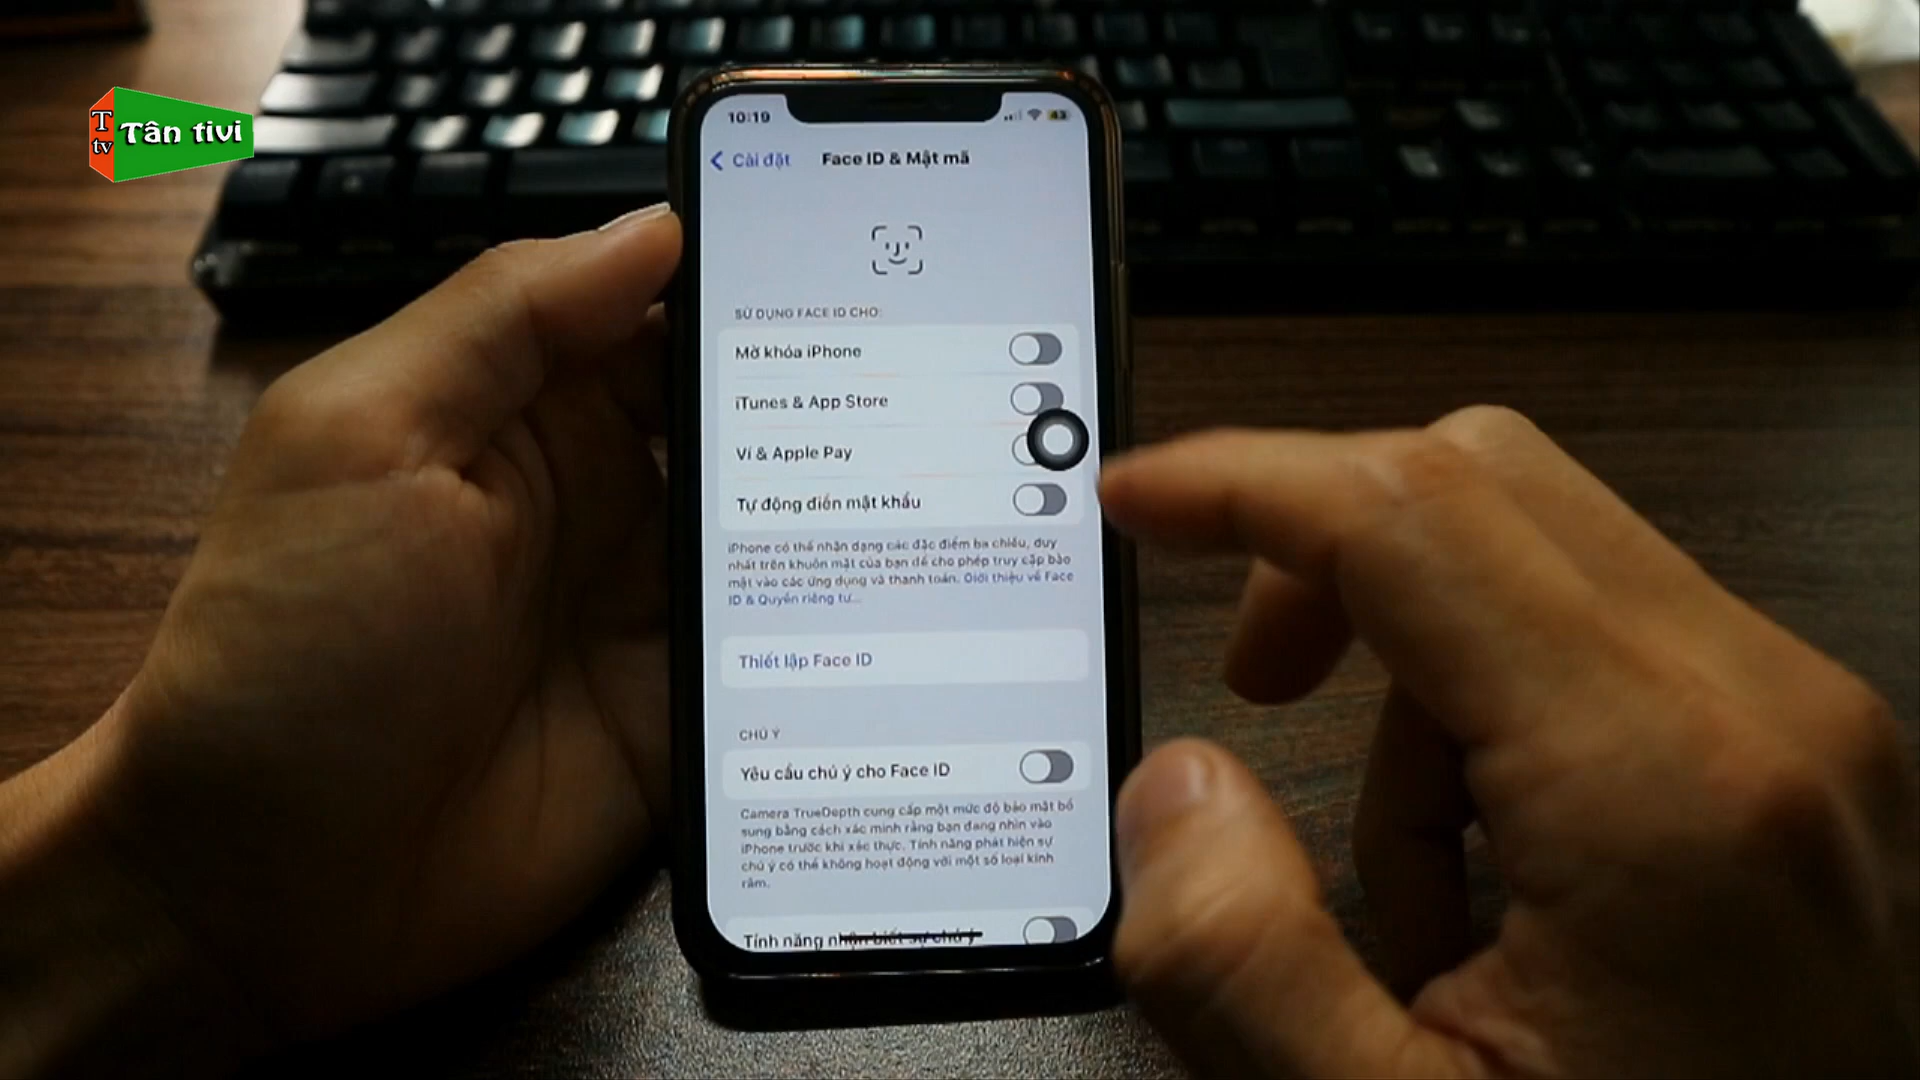 T
tv
Tân tivi
10:19
43
Cài đặt
Face ID & Mật mã
SỬ DỤNG FACE ID CHO:
Mở khóa iPhone
iTunes & App Store
Ví & Apple Pay
Tự động điền mật khẩu
iPhone có thể nhận dạng các đặc điểm ba chiều, duy
nhất trên khuôn mặt của bạn để cho phép truy cập bảo
mật vào các ứng dụng và thanh toán. Giới thiệu về Face
ID & Quyền riêng tư...
Thiết lập Face ID
CHÚ Ý
Yêu cầu chú ý cho Face ID
Camera TrueDepth cung cấp một mức độ bảo mật bổ
sung bằng cách xác minh rằng bạn đang nhìn vào
iPhone trước khi xác thực. Tính năng phát hiện sự
chú ý có thể không hoạt động với một số loại kính
râm.
Tính năng nhận biết sự chú ý